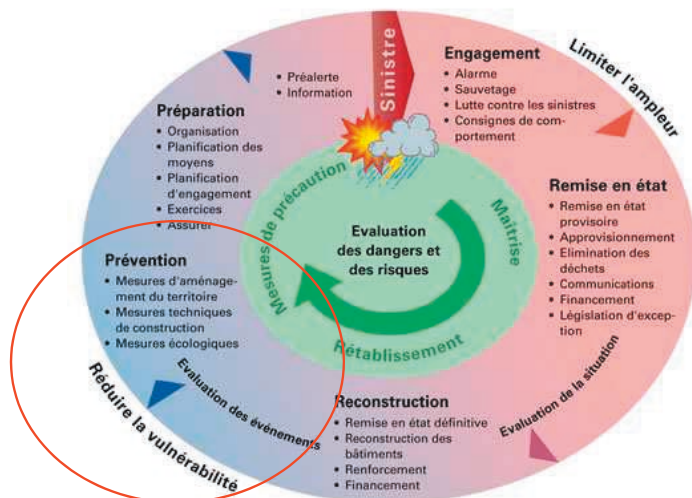 Sinistre
Engagement
• Alarme
• Sauvetage
• Lutte contre les sinistres
• Consignes de com-
portement
Limiter l'ampleur
Remise en état
• Remise en état
provisoire
• Approvisionnement
• Elimination des
déchets
• Communications
• Financement
• Législation d'excep-
tion
Evaluation de la situation
Reconstruction
• Remise en état définitive
• Reconstruction des
bâtiments
• Renforcement
• Financement
Evaluation des événements
Réduire la vulnérabilité
Prévention
• Mesures d'aménage-
ment du territoire
• Mesures techniques
de construction
• Mesures écologiques
Préparation
• Organisation
• Planification des
moyens
• Planification
d'engagement
• Exercices
• Assurer
• Préalerte
• Information
Mesures de précaution
Maîtrise
Rétablissement
Evaluation
des dangers et
des risques